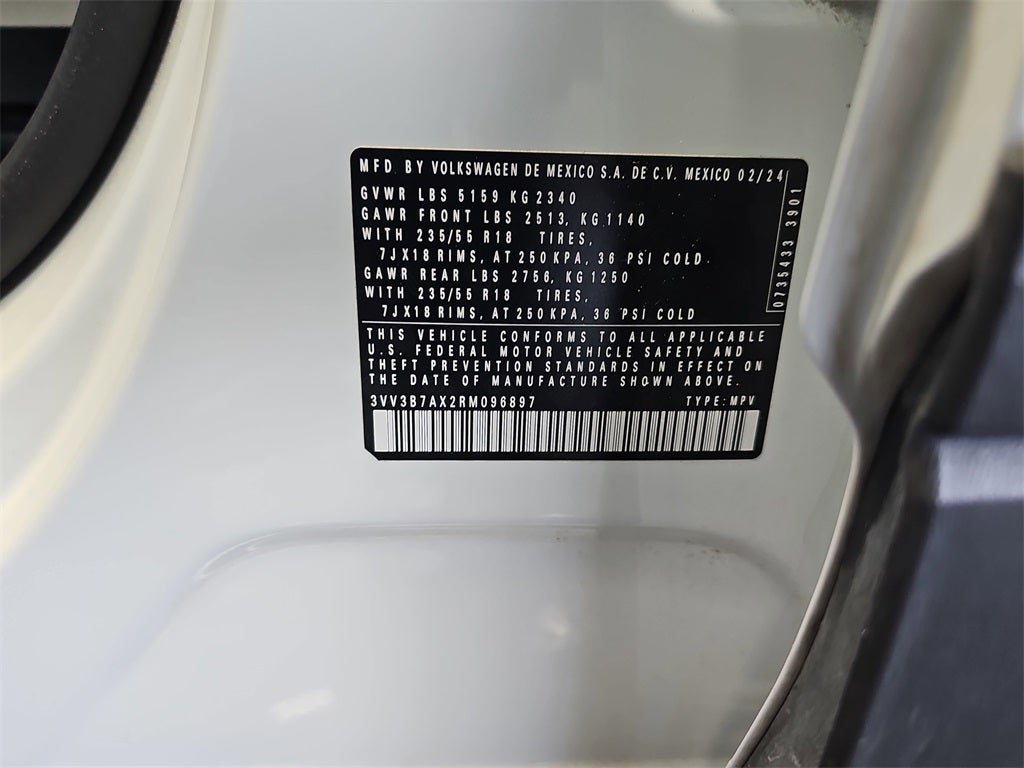 MFD. BY VOLKSWAGEN DE MEXICO S.A. DE C.V. MEXICO 02/24
GVWR LBS 5159 KG 2340
GAWR FRONT LBS 2513, KG 1140
WITH 235/55 R18 TIRES,
7JX18 RIMS, AT 250 KPA, 36 PSI COLD.
GAWR REAR LBS 2756, KG 1250
WITH 235/55 R18 TIRES,
7JX18 RIMS, AT 250 KPA, 36 PSI COLD
0735433 3901
THIS VEHICLE CONFORMS TO ALL APPLICABLE
U.S. FEDERAL MOTOR VEHICLE SAFETY AND
THEFT PREVENTION STANDARDS IN EFFECT ON
THE DATE OF MANUFACTURE SHOWN ABOVE.
3VV3B7AX2RM096897 TYPE: MPV